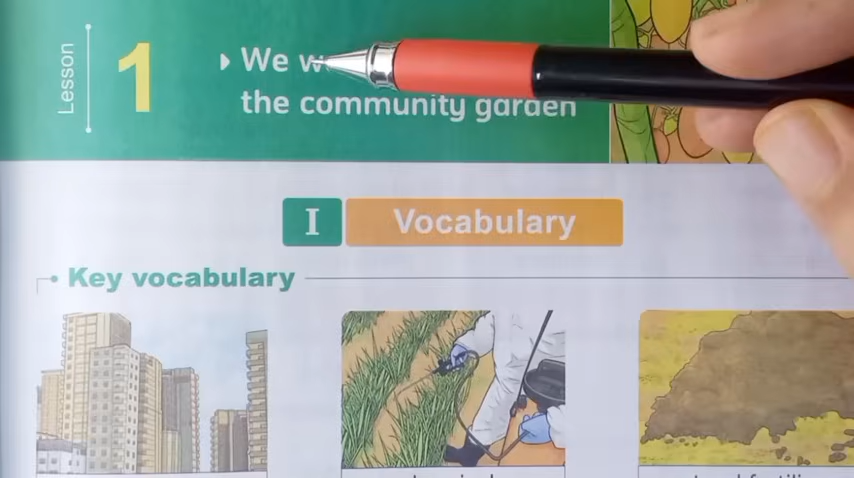 Lesson
1
We
the community garden
I
Vocabulary
Key vocabulary